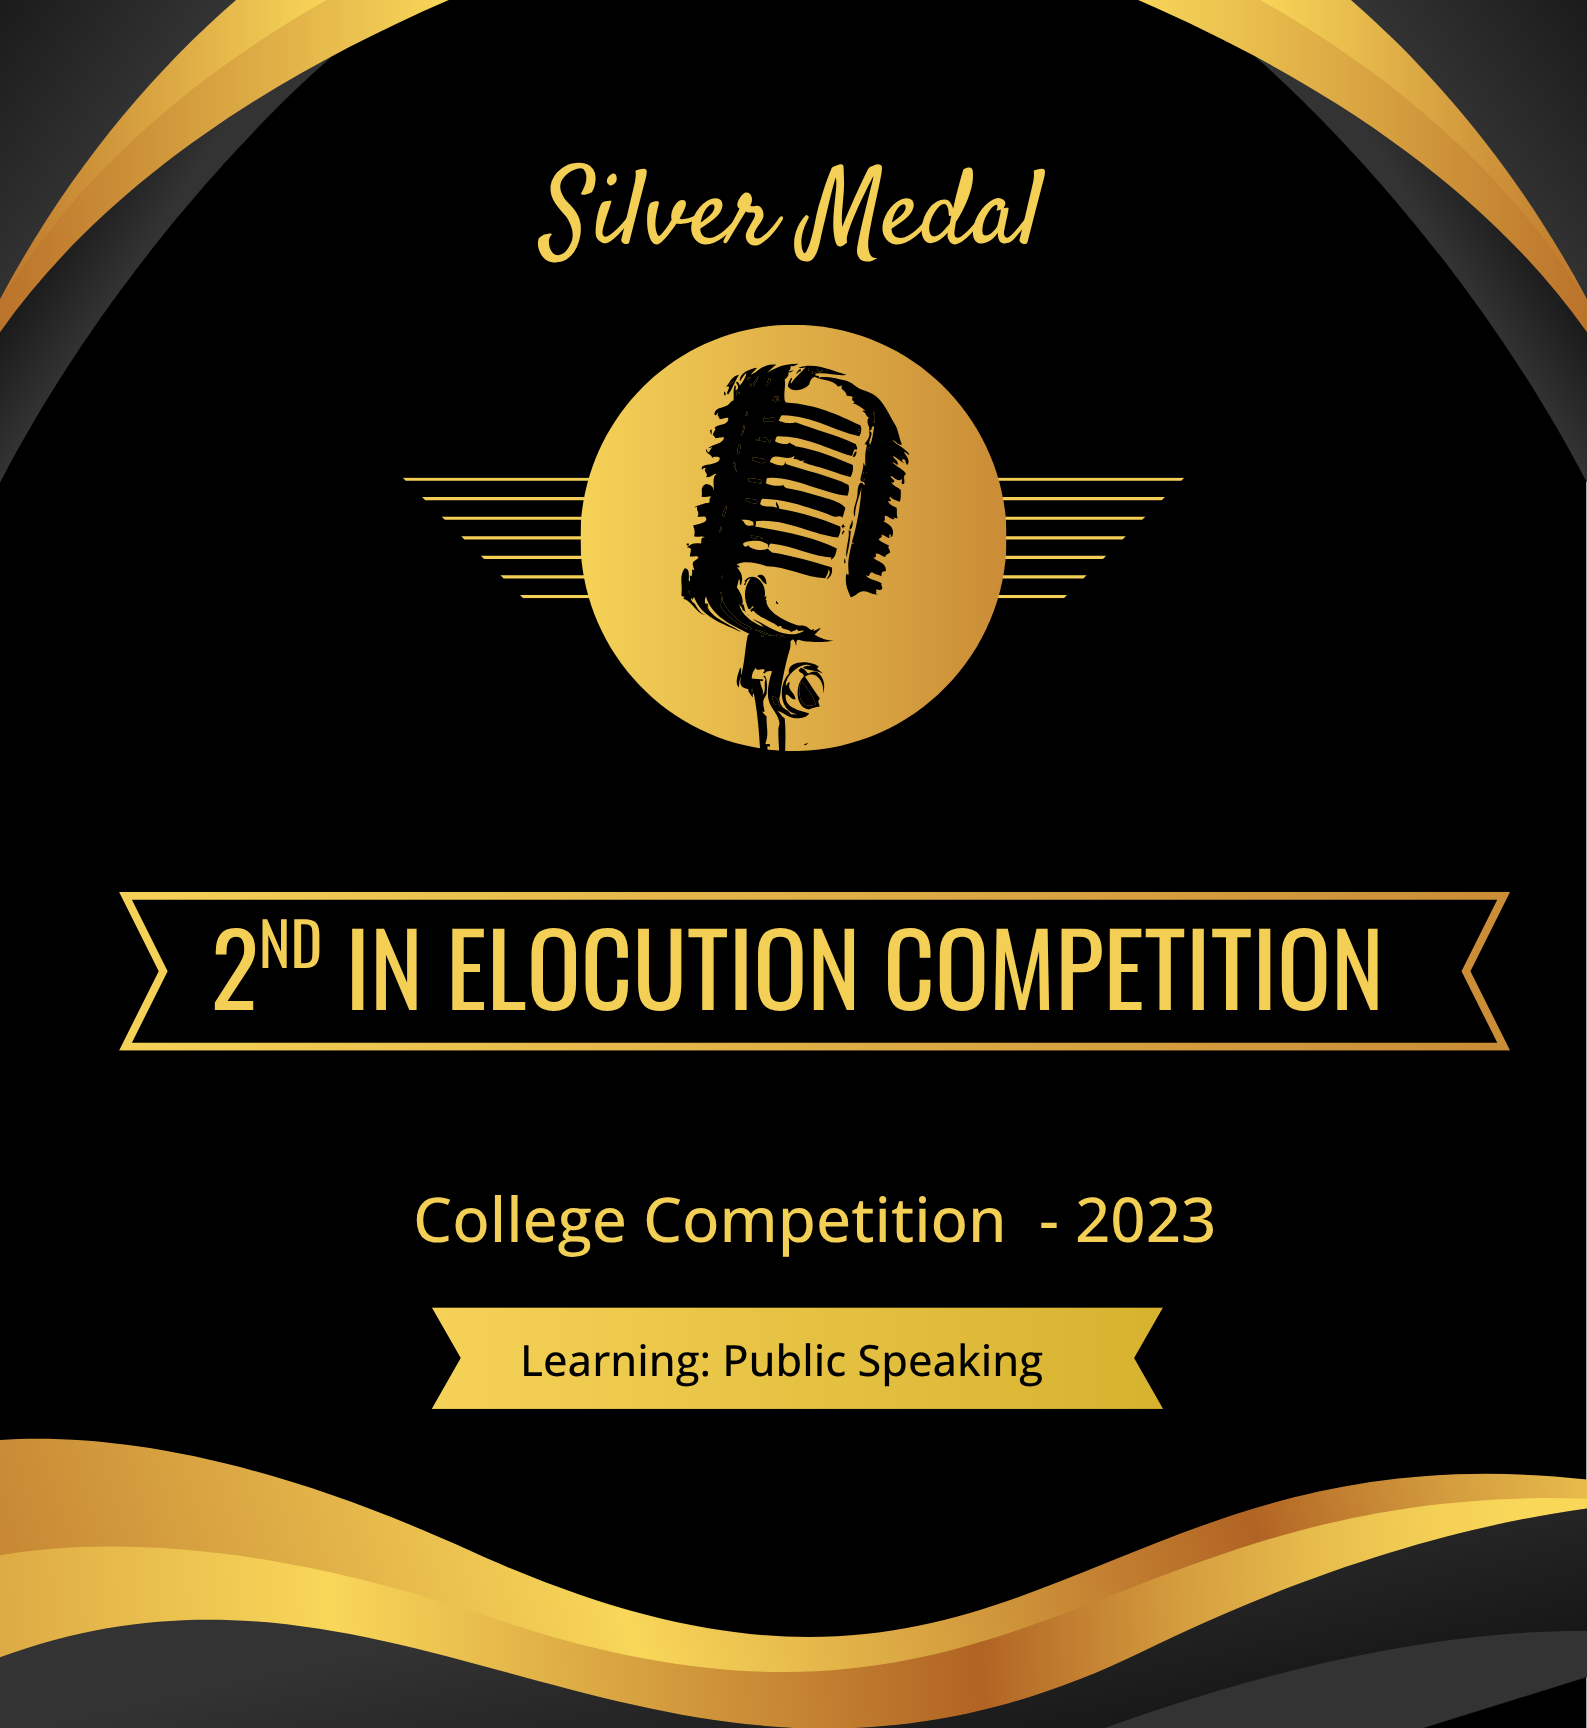 Silver Medal
2ND IN ELOCUTION COMPETITION
College Competition  - 2023
Learning: Public Speaking